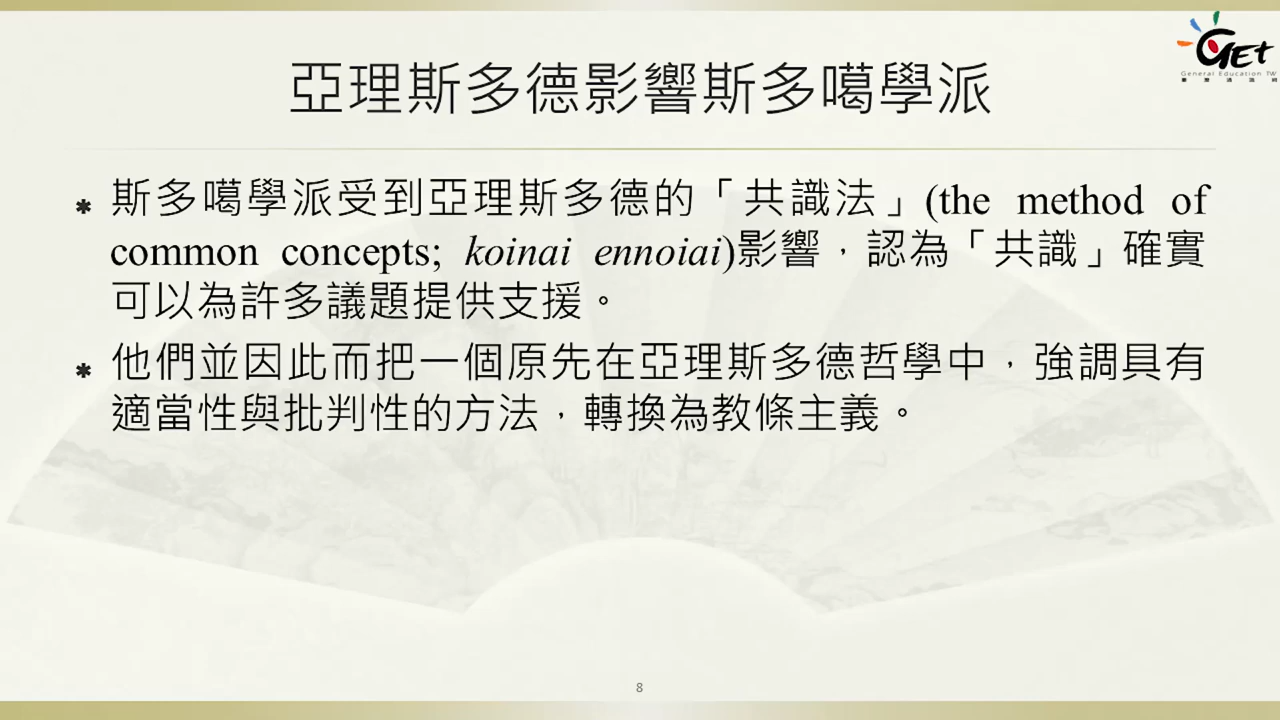 GET
General Education TW
亞理斯多德影響斯多噶學派
* 斯多噶學派受到亞理斯多德的「共識法」(the method of
common concepts; koinai ennoiai)影響，認為「共識」確實
可以為許多議題提供支援。
* 他們並因此而把一個原先在亞理斯多德哲學中，強調具有
適當性與批判性的方法，轉換為教條主義。
8